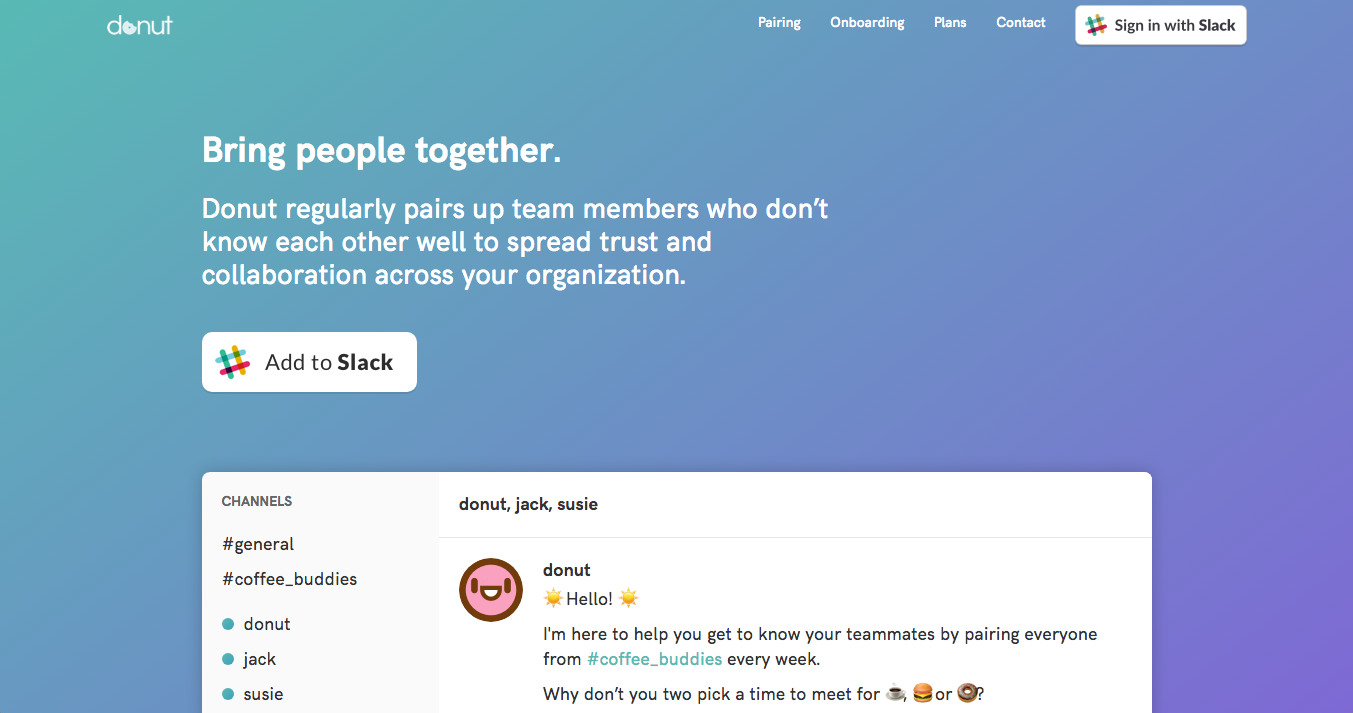 donut
Pairing
Onboarding
Plans
Contact
Sign in with Slack
Bring people together.
Donut regularly pairs up team members who don’t
know each other well to spread trust and
collaboration across your organization.
Add to Slack
CHANNELS
#general
#coffee_buddies
donut
jack
susie
donut, jack, susie
donut
☀️Hello! ☀️
I'm here to help you get to know your teammates by pairing everyone
from #coffee_buddies every week.
Why don’t you two pick a time to meet for ☕, 🍔 or 🍩?